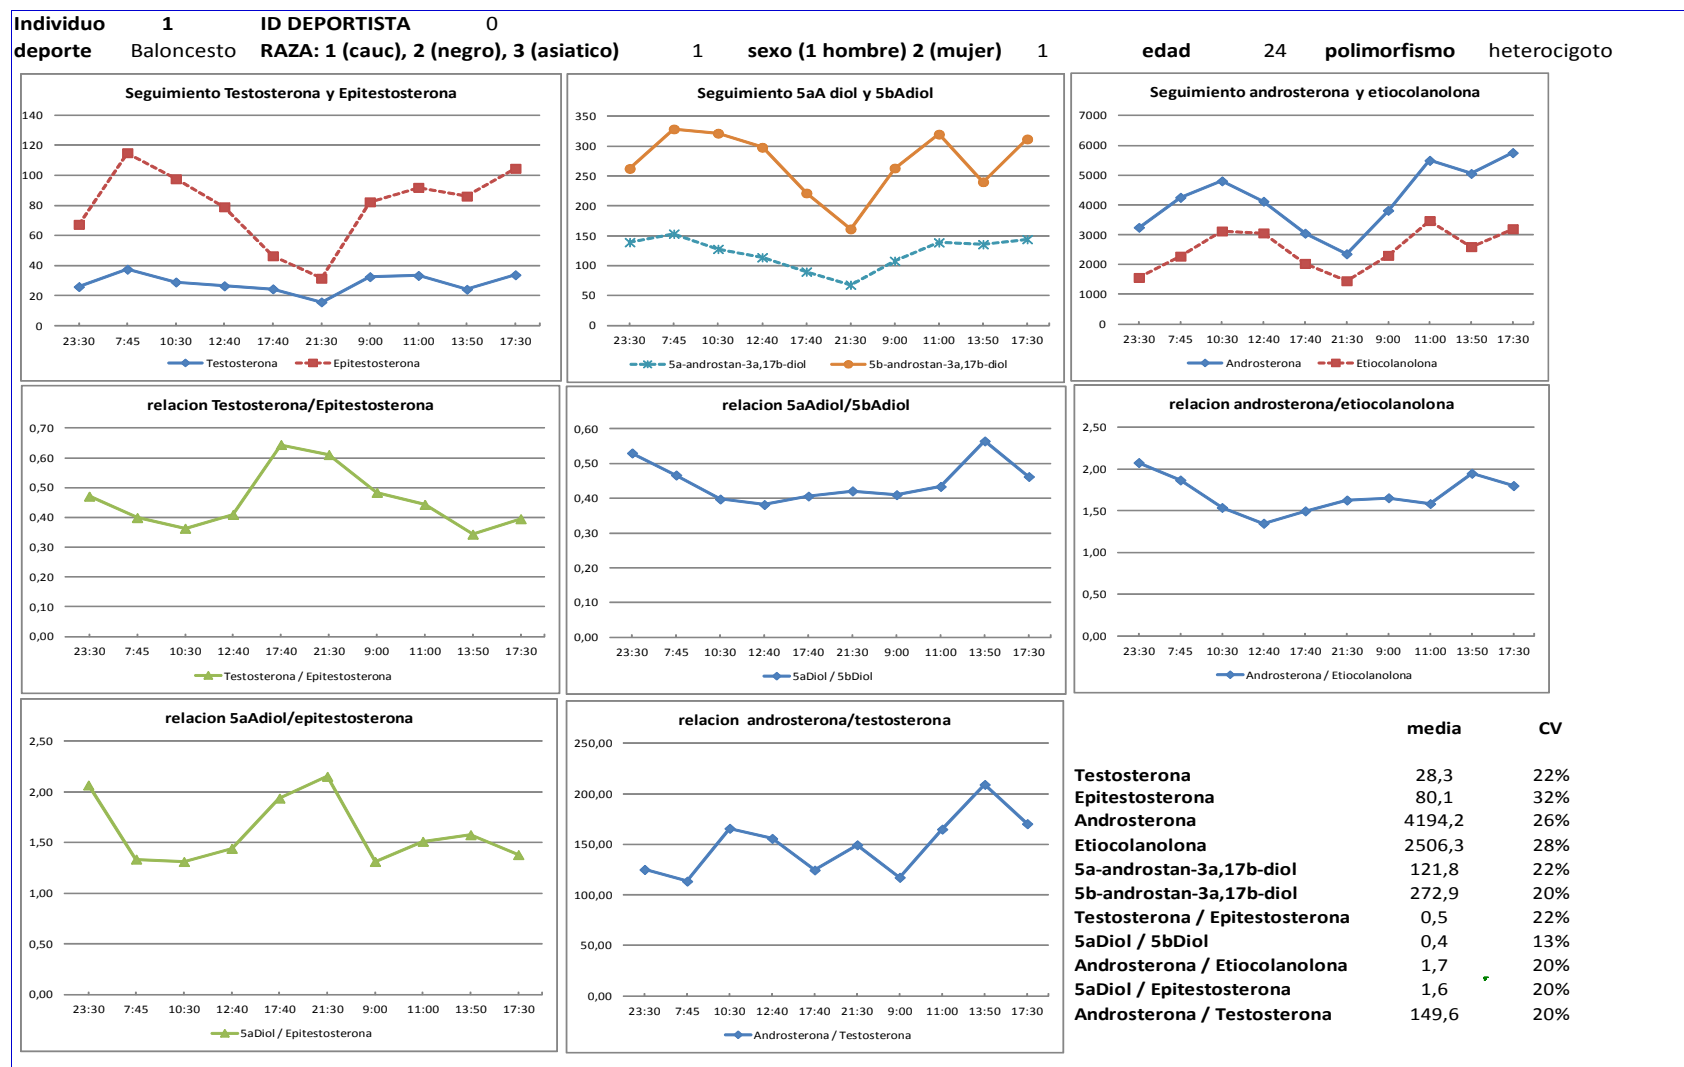 Individuo 1 ID DEPORTISTA 0
deporte Baloncesto RAZA: 1 (cauc), 2 (negro), 3 (asiatico) 1 sexo (1 hombre) 2 (mujer) 1 edad 24 polimorfismo heterocigoto
Seguimiento Testosterona y Epitestosterona
140
120
100
80
60
40
20
0
23:30 7:45 10:30 12:40 17:40 21:30 9:00 11:00 13:50 17:30
Testosterona Epitestosterona
Seguimiento 5aA diol y 5bAdiol
350
300
250
200
150
100
50
0
23:30 7:45 10:30 12:40 17:40 21:30 9:00 11:00 13:50 17:30
5a-androstan-3a,17b-diol 5b-androstan-3a,17b-diol
Seguimiento androsterona y etiocolanolona
7000
6000
5000
4000
3000
2000
1000
0
23:30 7:45 10:30 12:40 17:40 21:30 9:00 11:00 13:50 17:30
Androsterona Etiocolanolona
relacion Testosterona/Epitestosterona
0,70
0,60
0,50
0,40
0,30
0,20
0,10
0,00
23:30 7:45 10:30 12:40 17:40 21:30 9:00 11:00 13:50 17:30
Testosterona / Epitestosterona
relacion 5aAdiol/5bAdiol
0,60
0,50
0,40
0,30
0,20
0,10
0,00
23:30 7:45 10:30 12:40 17:40 21:30 9:00 11:00 13:50 17:30
5aDiol / 5bDiol
relacion androsterona/etiocolanolona
2,50
2,00
1,50
1,00
0,50
0,00
23:30 7:45 10:30 12:40 17:40 21:30 9:00 11:00 13:50 17:30
Androsterona / Etiocolanolona
relacion 5aAdiol/epitestosterona
2,50
2,00
1,50
1,00
0,50
0,00
23:30 7:45 10:30 12:40 17:40 21:30 9:00 11:00 13:50 17:30
5aDiol / Epitestosterona
relacion androsterona/testosterona
250,00
200,00
150,00
100,00
50,00
0,00
23:30 7:45 10:30 12:40 17:40 21:30 9:00 11:00 13:50 17:30
Androsterona / Testosterona
media CV
Testosterona 28,3 22%
Epitestosterona 80,1 32%
Androsterona 4194,2 26%
Etiocolanolona 2506,3 28%
5a-androstan-3a,17b-diol 121,8 22%
5b-androstan-3a,17b-diol 272,9 20%
Testosterona / Epitestosterona 0,5 22%
5aDiol / 5bDiol 0,4 13%
Androsterona / Etiocolanolona 1,7 20%
5aDiol / Epitestosterona 1,6 20%
Androsterona / Testosterona 149,6 20%